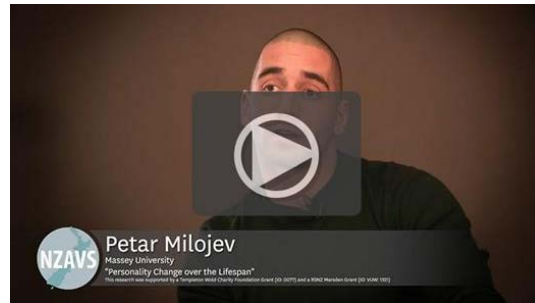 NZAVS
Petar Milojev
Massey University
"Personality Change over the Lifespan"
This research was supported by a Templeton World Charity Foundation Grant (ID: 0077) and a RSNZ Marsden Grant (ID: VUW 1321)